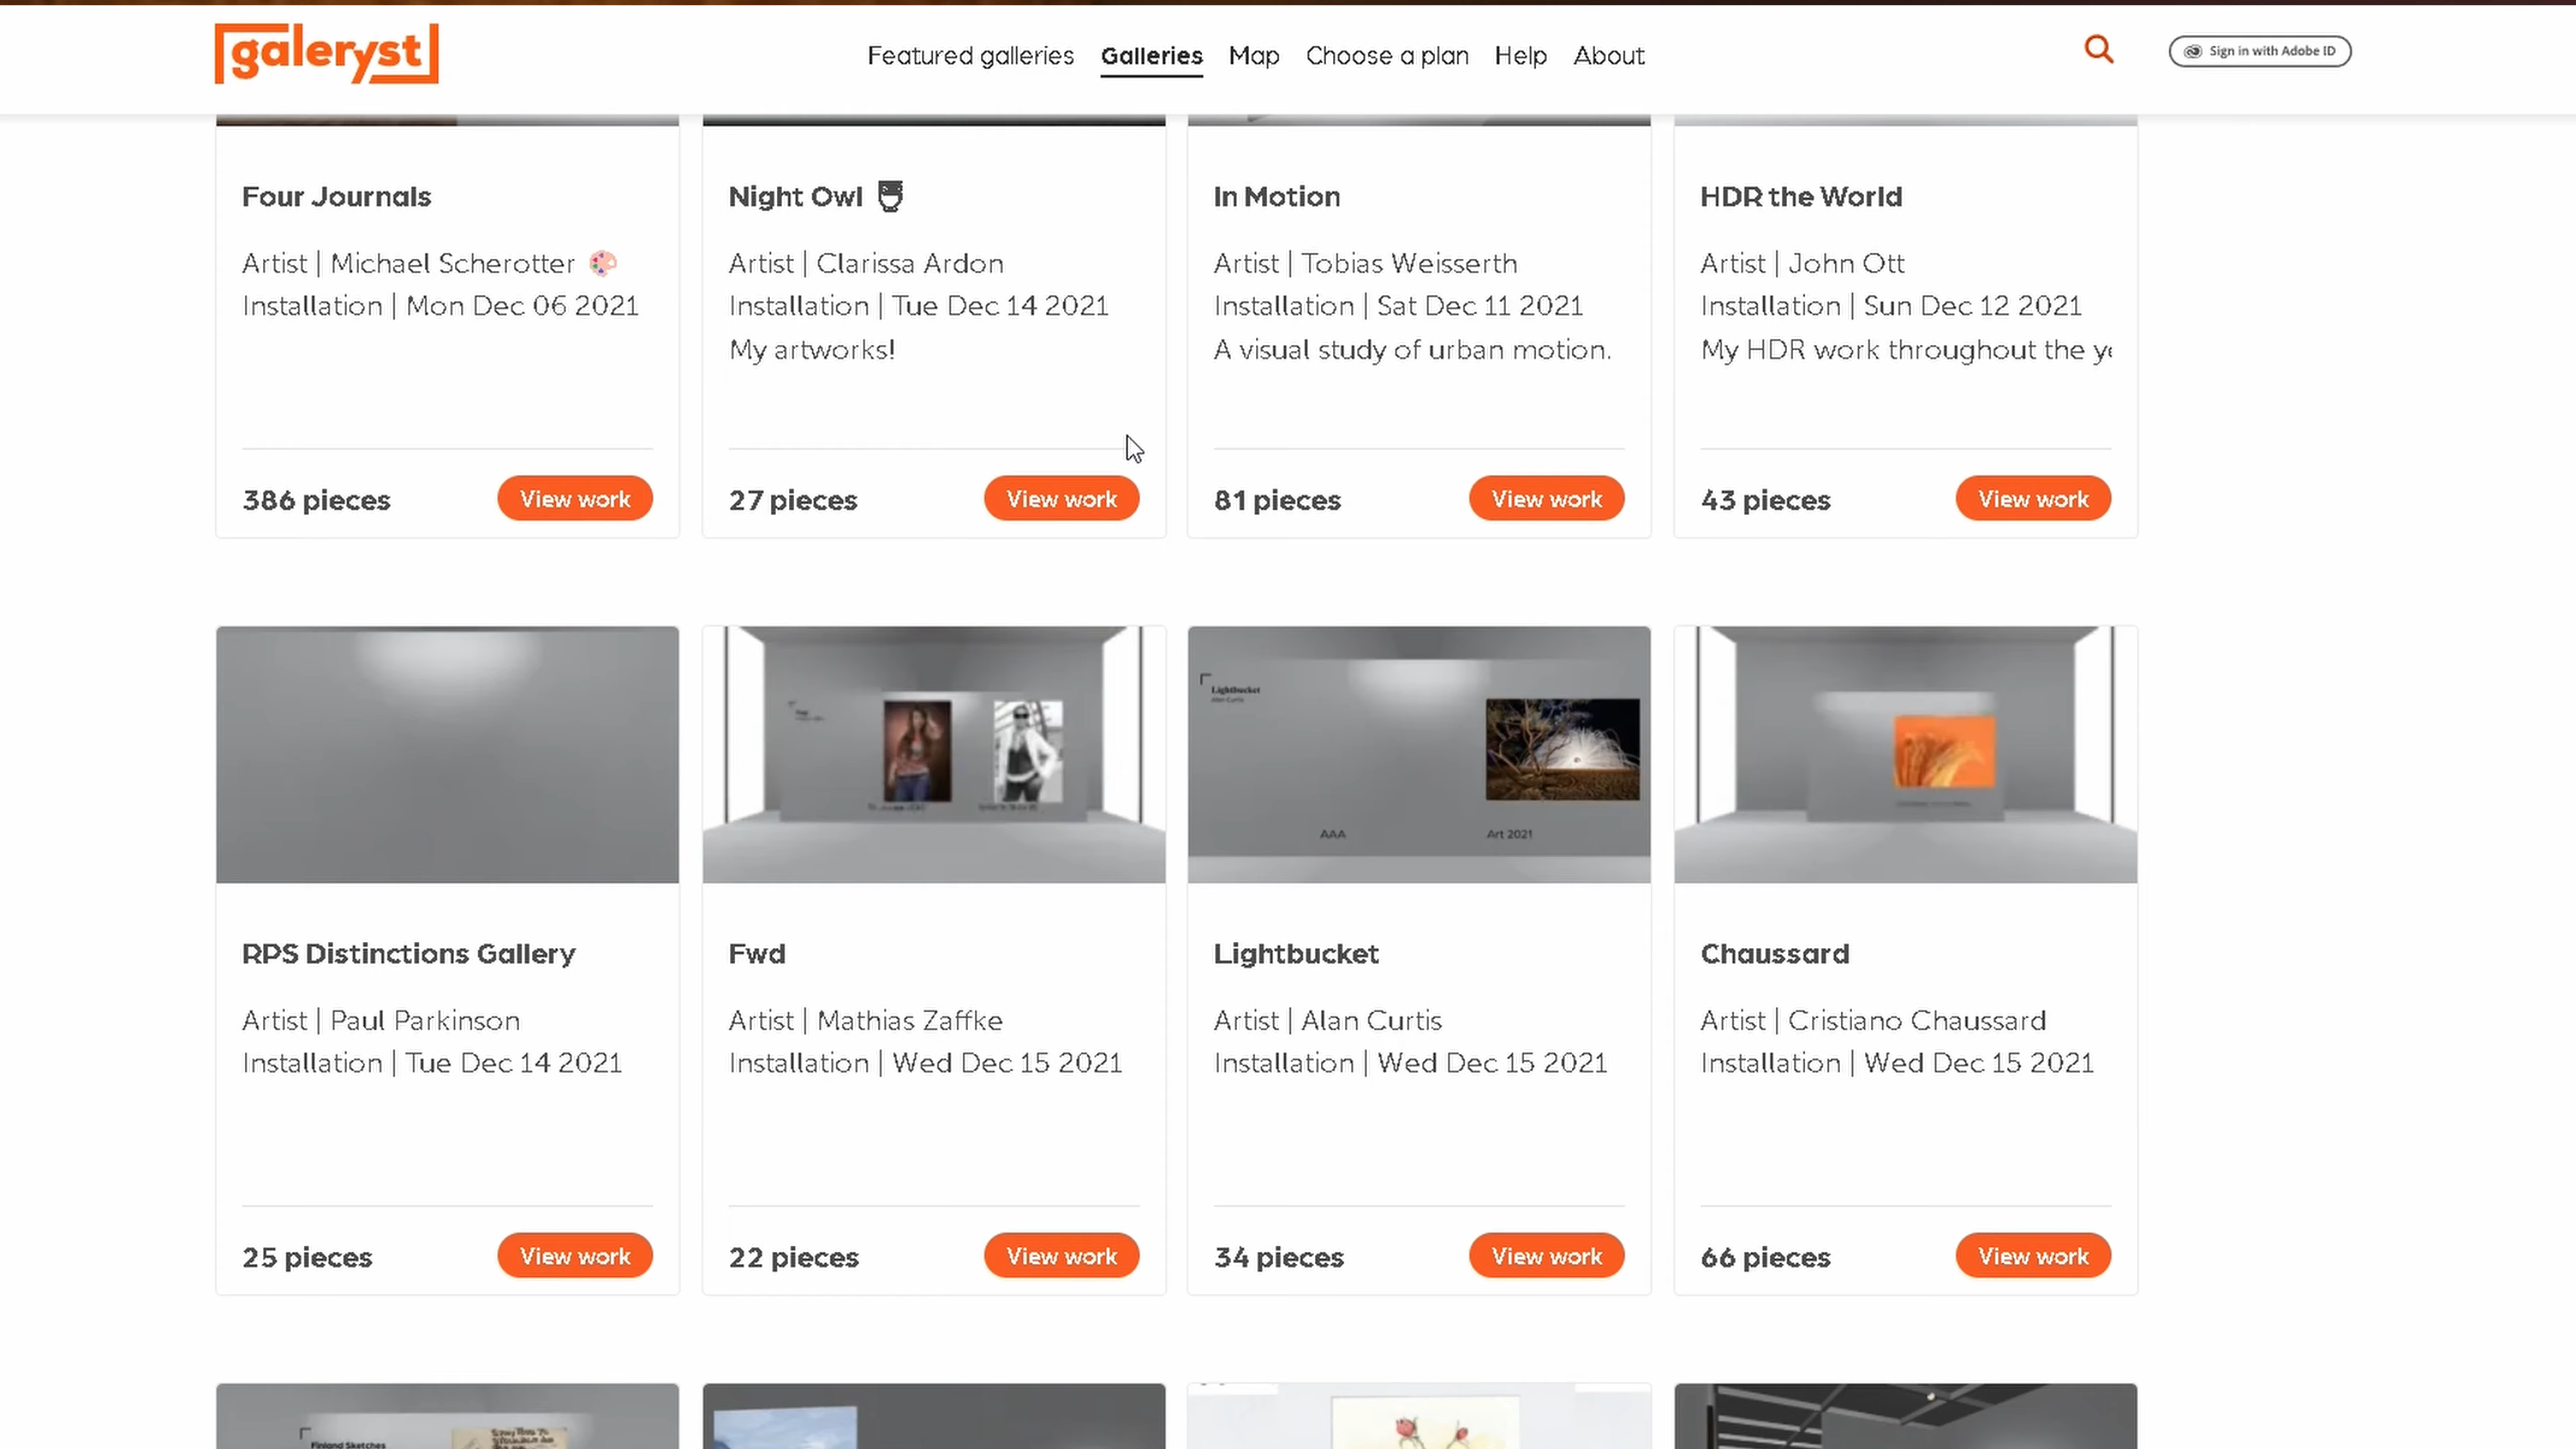 galeryst
Featured galleries Galleries Map Choose a plan Help About
Sign in with Adobe ID
Four Journals
Artist | Michael Scherotter 🎨
Installation | Mon Dec 06 2021
386 pieces View work
Night Owl
Artist | Clarissa Ardon
Installation | Tue Dec 14 2021
My artworks!
27 pieces View work
In Motion
Artist | Tobias Weisserth
Installation | Sat Dec 11 2021
A visual study of urban motion.
81 pieces View work
HDR the World
Artist | John Ott
Installation | Sun Dec 12 2021
My HDR work throughout the
43 pieces View work
RPS Distinctions Gallery
Artist | Paul Parkinson
Installation | Tue Dec 14 2021
25 pieces View work
Fwd
Artist | Mathias Zaffke
Installation | Wed Dec 15 2021
22 pieces View work
Lightbucket
Alan Curtis
AAA
Art 2021
Lightbucket
Artist | Alan Curtis
Installation | Wed Dec 15 2021
34 pieces View work
Chaussard
Artist | Cristiano Chaussard
Installation | Wed Dec 15 2021
66 pieces View work
Finland Sketches